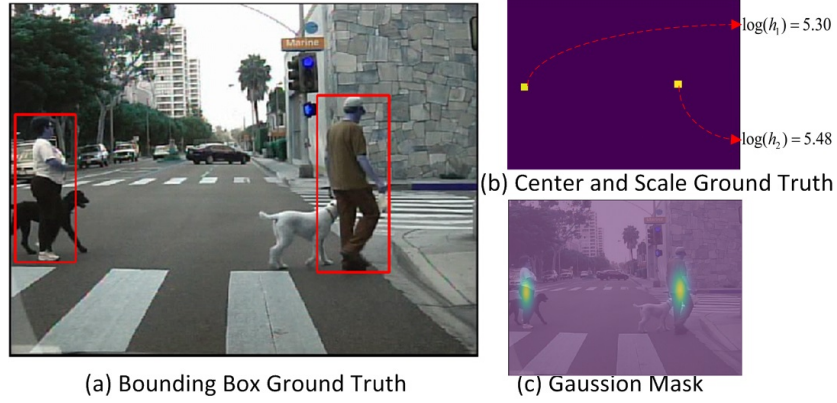 Marine
(a) Bounding Box Ground Truth
log(h₁) = 5.30
log(h₂) = 5.48
(b) Center and Scale Ground Truth
(c) Gaussion Mask